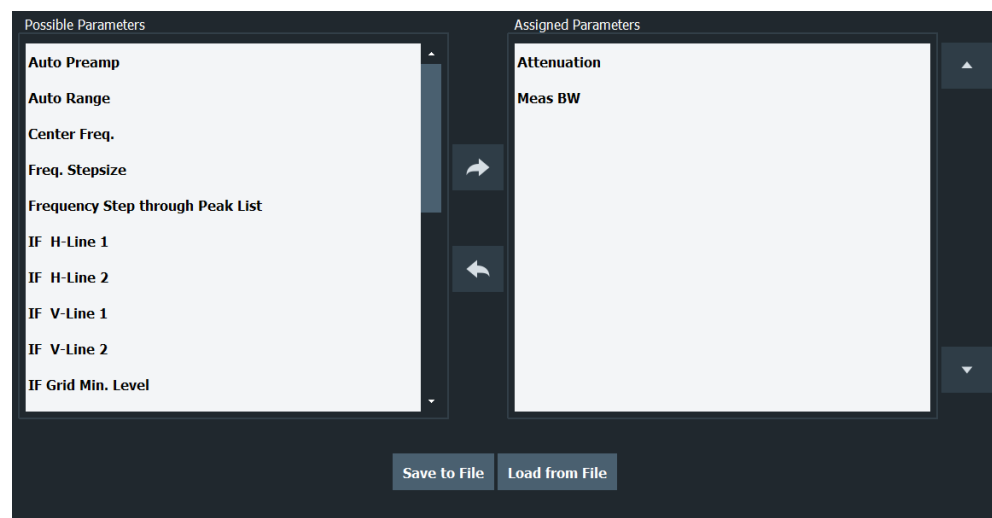 Possible Parameters
Assigned Parameters
Auto Preamp
Auto Range
Center Freq.
Freq. Stepsize
Frequency Step through Peak List
IF  H-Line 1
IF  H-Line 2
IF  V-Line 1
IF  V-Line 2
IF Grid Min. Level
Attenuation
Meas BW
Save to File
Load from File